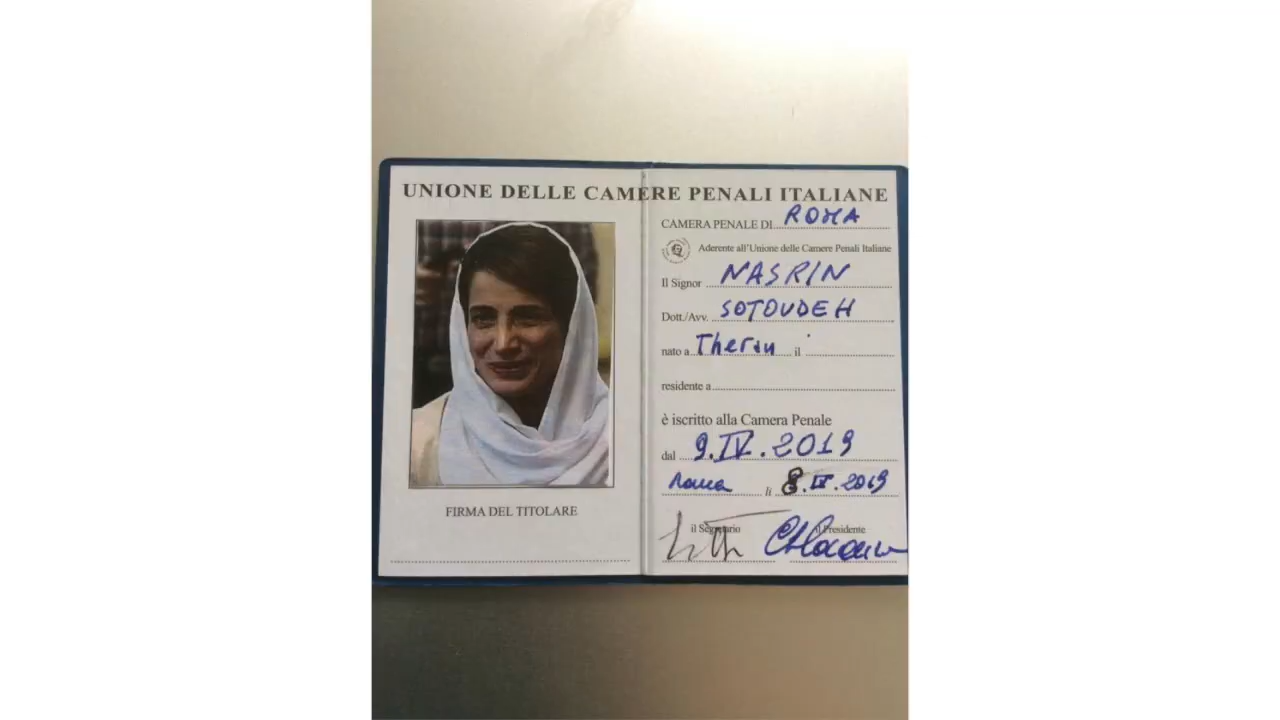 UNIONE DELLE CAMERE PENALI ITALIANE
FIRMA DEL TITOLARE
CAMERA PENALE DI ROMA
Aderente all'Unione delle Camere Penali Italiane
Il Signor NASRIN
Dott./Avv. SOTOUDEH
nato a Theran il
residente a
è iscritto alla Camera Penale
dal 9.IV.2019
Roma li 8.IV.2019
il Segretario il Presidente